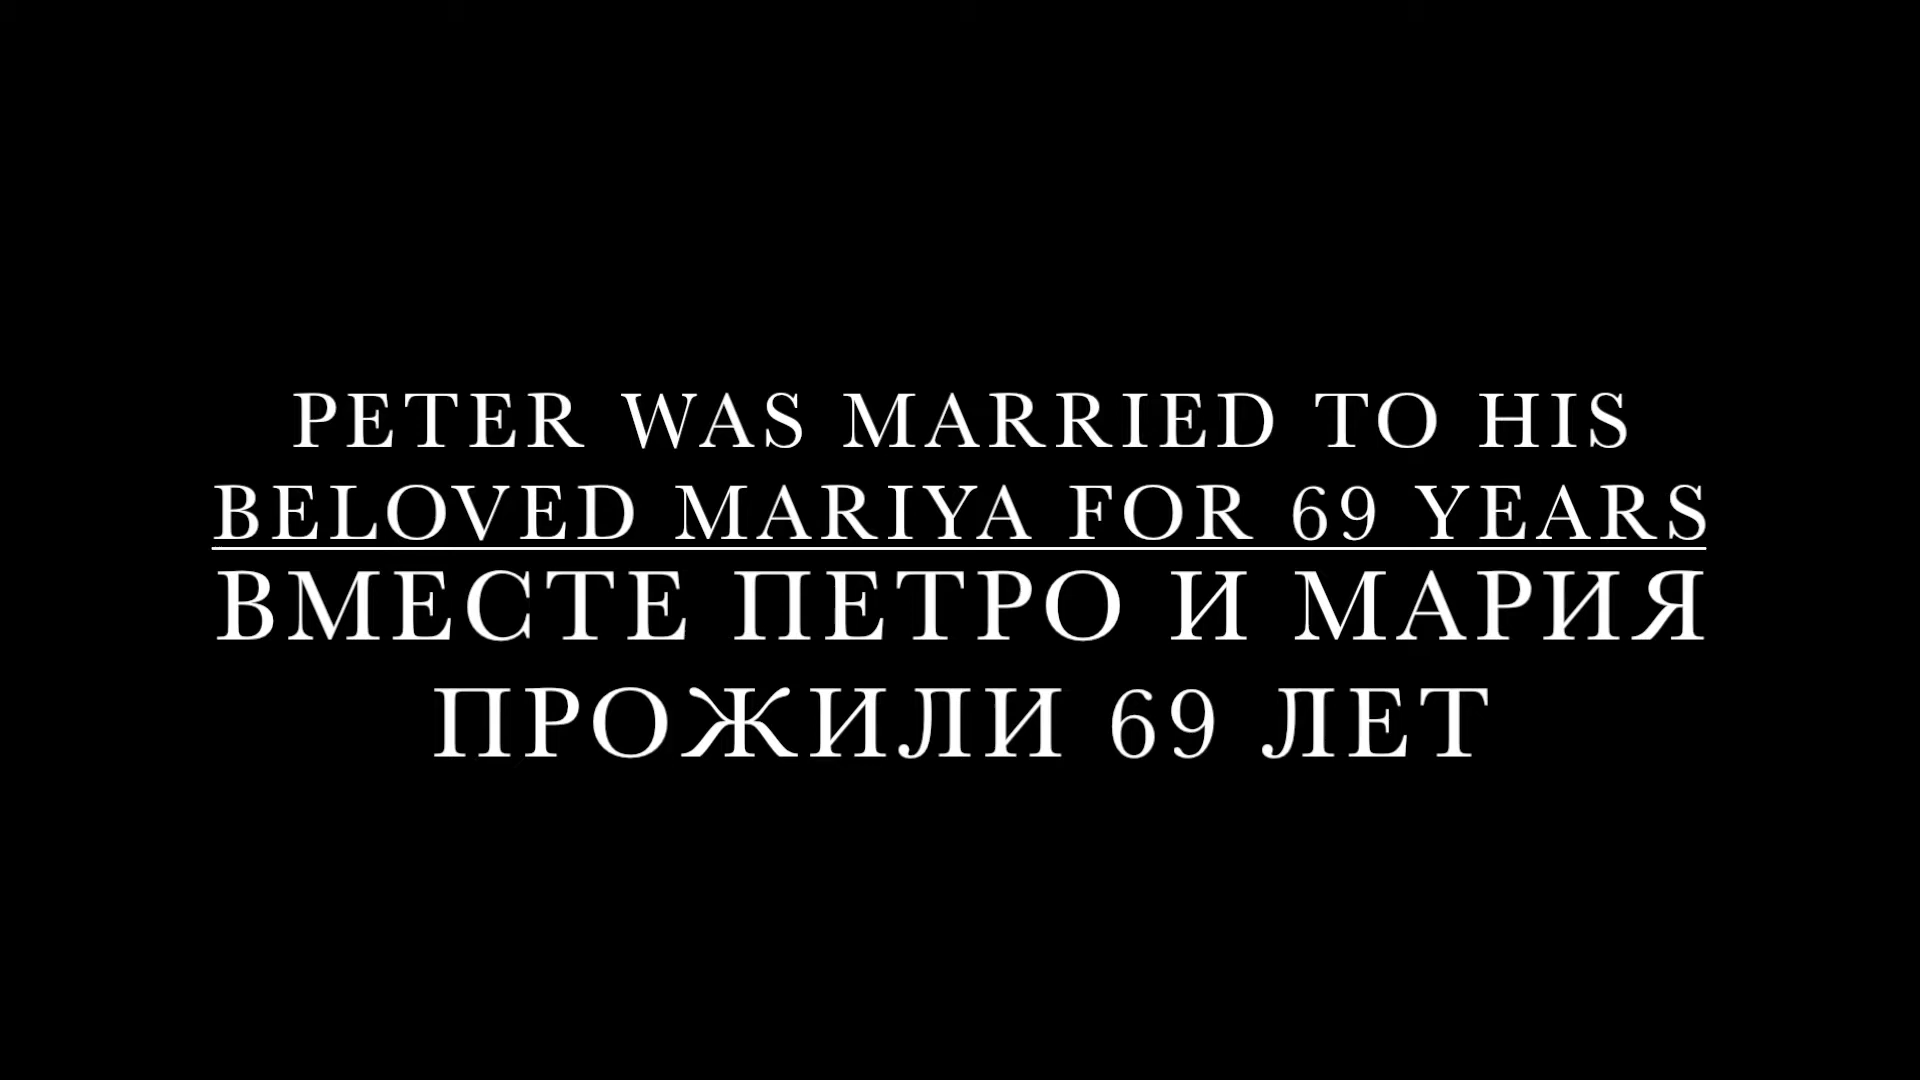 PETER WAS MARRIED TO HIS
BELOVED MARIYA FOR 69 YEARS
ВМЕСТЕ ПЕТРО И МАРИЯ
ПРОЖИЛИ 69 ЛЕТ